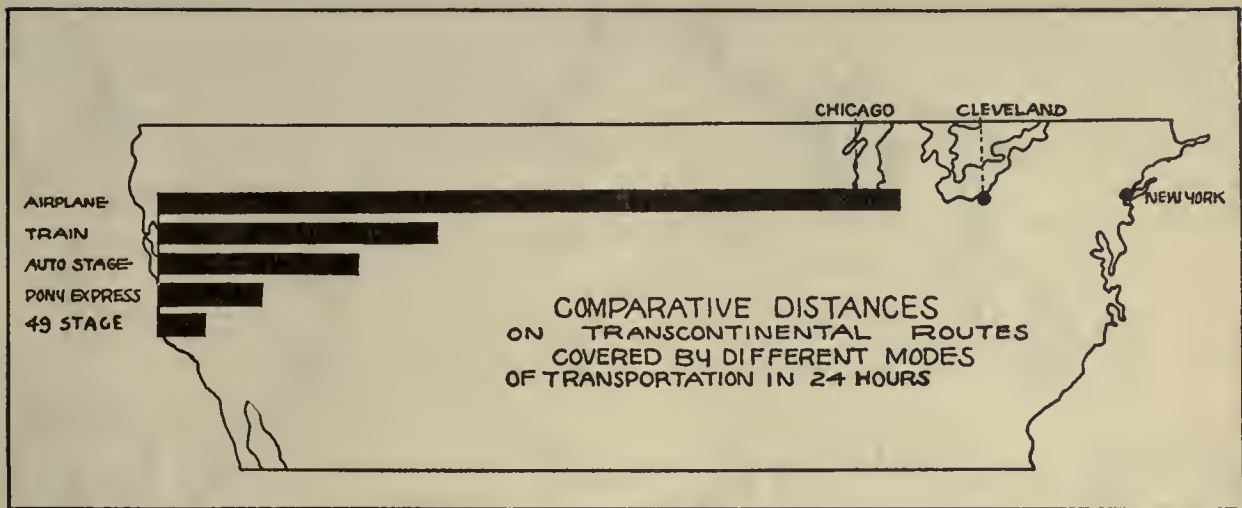 CHICAGO
CLEVELAND
AIRPLANE
NEW YORK
TRAIN
AUTO STAGE
PONY EXPRESS
49 STAGE
COMPARATIVE DISTANCES
ON TRANSCONTINENTAL ROUTES
COVERED BY DIFFERENT MODES
OF TRANSPORTATION IN 24 HOURS